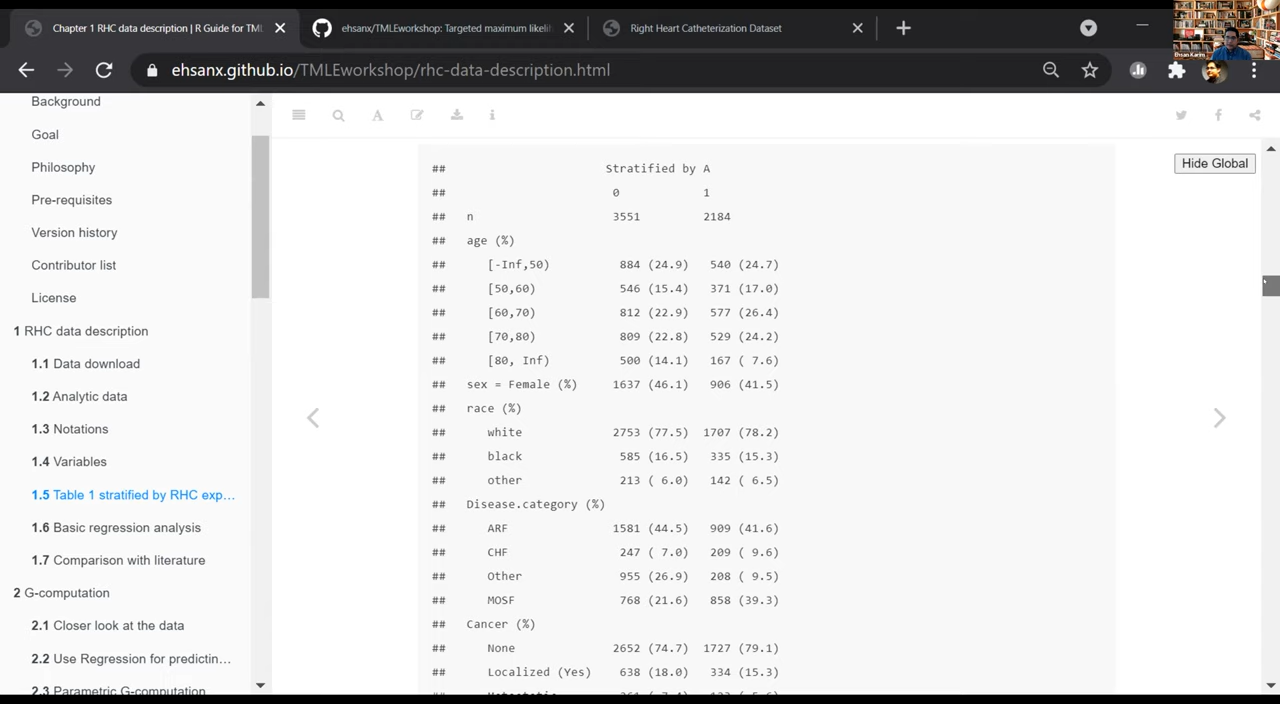 Chapter 1 RHC data description | R Guide for TML
ehsanx/TMLEworkshop: Targeted maximum likeli
Right Heart Catheterization Dataset
Ehsan Karim
ehsanx.github.io/TMLEworkshop/rhc-data-description.html
Background
Goal
Philosophy
Pre-requisites
Version history
Contributor list
License
1 RHC data description
1.1 Data download
1.2 Analytic data
1.3 Notations
1.4 Variables
1.5 Table 1 stratified by RHC exp…
1.6 Basic regression analysis
1.7 Comparison with literature
2 G-computation
2.1 Closer look at the data
2.2 Use Regression for predictin…
2.3 Parametric G-computation
Hide Global
## Stratified by A
## 0 1
## n 3551 2184
## age (%)
## [-Inf,50) 884 (24.9) 540 (24.7)
## [50,60) 546 (15.4) 371 (17.0)
## [60,70) 812 (22.9) 577 (26.4)
## [70,80) 809 (22.8) 529 (24.2)
## [80, Inf) 500 (14.1) 167 ( 7.6)
## sex = Female (%) 1637 (46.1) 906 (41.5)
## race (%)
## white 2753 (77.5) 1707 (78.2)
## black 585 (16.5) 335 (15.3)
## other 213 ( 6.0) 142 ( 6.5)
## Disease.category (%)
## ARF 1581 (44.5) 909 (41.6)
## CHF 247 ( 7.0) 209 ( 9.6)
## Other 955 (26.9) 208 ( 9.5)
## MOSF 768 (21.6) 858 (39.3)
## Cancer (%)
## None 2652 (74.7) 1727 (79.1)
## Localized (Yes) 638 (18.0) 334 (15.3)